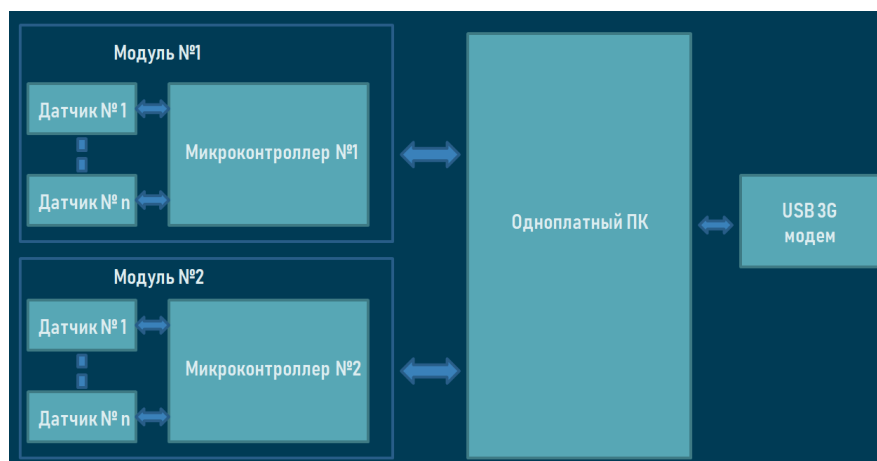 Модуль №1
Датчик № 1
Микроконтроллер №1
Датчик № n
Модуль №2
Датчик № 1
Микроконтроллер №2
Датчик № n
Одноплатный ПК
USB 3G
модем